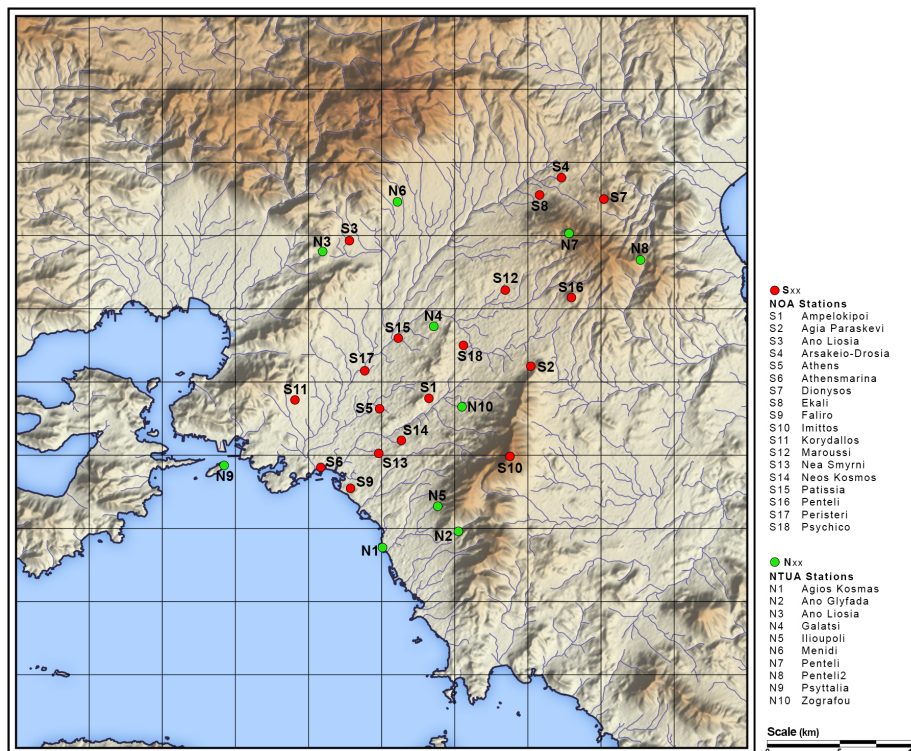 S4
S8
S7
N6
N7
S3
N3
N8
S12
S16
N4
S15
S18
S17
S2
S11
S1
S5
N10
S14
S13
S10
S6
N9
S9
N5
N2
N1
Sxx
NOA Stations
S1 Ampelokipoi
S2 Agia Paraskevi
S3 Ano Liosia
S4 Arsakeio-Drosia
S5 Athens
S6 Athensmarina
S7 Dionysos
S8 Ekali
S9 Faliro
S10 Imittos
S11 Korydallos
S12 Maroussi
S13 Nea Smyrni
S14 Neos Kosmos
S15 Patissia
S16 Penteli
S17 Peristeri
S18 Psychico
Nxx
NTUA Stations
N1 Agios Kosmas
N2 Ano Glyfada
N3 Ano Liosia
N4 Galatsi
N5 Ilioupoli
N6 Menidi
N7 Penteli
N8 Penteli2
N9 Psyttalia
N10 Zografou
Scale (km)